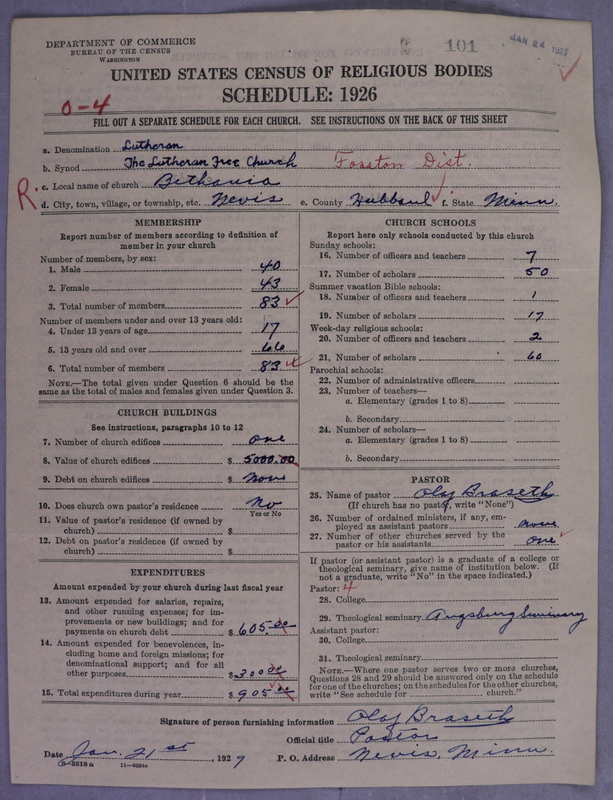 DEPARTMENT OF COMMERCE
BUREAU OF THE CENSUS
WASHINGTON
101
JAN 24 1927
UNITED STATES CENSUS OF RELIGIOUS BODIES
SCHEDULE: 1926
0-4
FILL OUT A SEPARATE SCHEDULE FOR EACH CHURCH. SEE INSTRUCTIONS ON THE BACK OF THIS SHEET
a. Denomination Lutheran
b. Synod The Lutheran Free Church Fosston Dist.
R. c. Local name of church Bethania
d. City, town, village, or township, etc. Nevis e. County Hubbard f. State Minn.
MEMBERSHIP
Report number of members according to definition of
member in your church
Number of members, by sex:
1. Male 40
2. Female 43
3. Total number of members 83
Number of members under and over 13 years old:
4. Under 13 years of age 17
5. 13 years old and over 66
6. Total number of members 83
NOTE.—The total given under Question 6 should be the
same as the total of males and females given under Question 3.
CHURCH BUILDINGS
See instructions, paragraphs 10 to 12
7. Number of church edifices one
8. Value of church edifices $ 5000.00
9. Debt on church edifices $ None
10. Does church own pastor's residence No
Yes or No
11. Value of pastor's residence (if owned by
church) $
12. Debt on pastor's residence (if owned by
church) $
EXPENDITURES
Amount expended by your church during last fiscal year
13. Amount expended for salaries, repairs,
and other running expenses; for im-
provements or new buildings; and for
payments on church debt $ 605.00
14. Amount expended for benevolences, in-
cluding home and foreign missions; for
denominational support; and for all
other purposes $ 300.00
15. Total expenditures during year $ 905.00
CHURCH SCHOOLS
Report here only schools conducted by this church
Sunday schools:
16. Number of officers and teachers 7
17. Number of scholars 50
Summer vacation Bible schools:
18. Number of officers and teachers 1
19. Number of scholars 17
Week-day religious schools:
20. Number of officers and teachers 2
21. Number of scholars 60
Parochial schools:
22. Number of administrative officers
23. Number of teachers—
a. Elementary (grades 1 to 8)
b. Secondary
24. Number of scholars—
a. Elementary (grades 1 to 8)
b. Secondary
PASTOR
25. Name of pastor Olaf Braseth
(If church has no pastor, write "None")
26. Number of ordained ministers, if any, em-
ployed as assistant pastors none
27. Number of other churches served by the
pastor or his assistants one
If pastor (or assistant pastor) is a graduate of a college or
theological seminary, give name of institution below. (If
not a graduate, write "No" in the space indicated.)
Pastor: 4
28. College
29. Theological seminary Augsburg Seminary
Assistant pastor:
30. College
31. Theological seminary
NOTE.—Where one pastor serves two or more churches,
Questions 28 and 29 should be answered only on the schedule
for one of the churches; on the schedules for the other churches,
write "See schedule for church."
Signature of person furnishing information Olaf Braseth
Official title Pastor
Date Jan. 21st, 1927 P. O. Address Nevis, Minn.